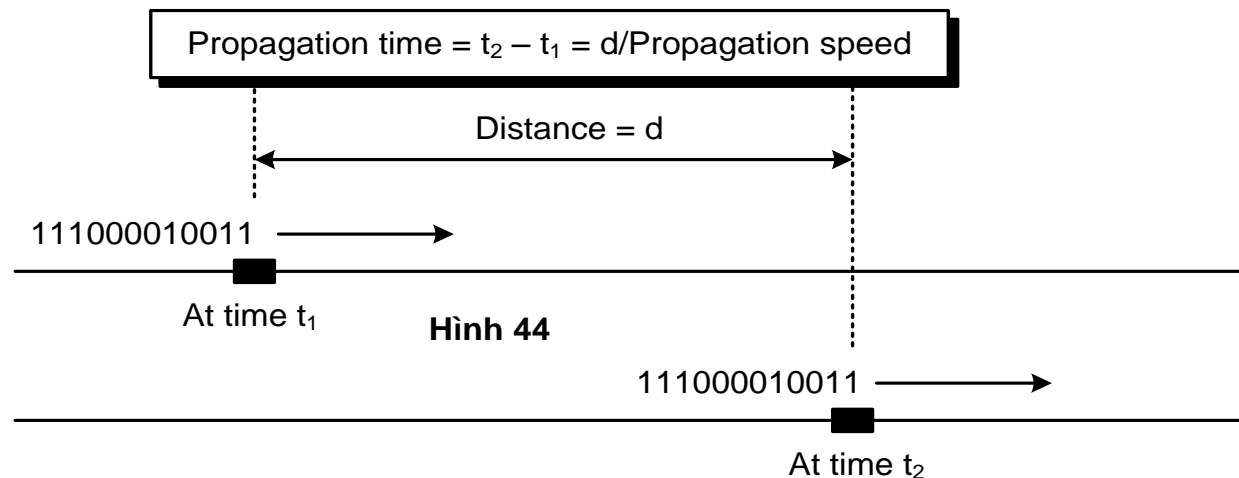 Propagation time = t₂ – t₁ = d/Propagation speed
Distance = d
111000010011
At time t₁
Hình 44
111000010011
At time t₂